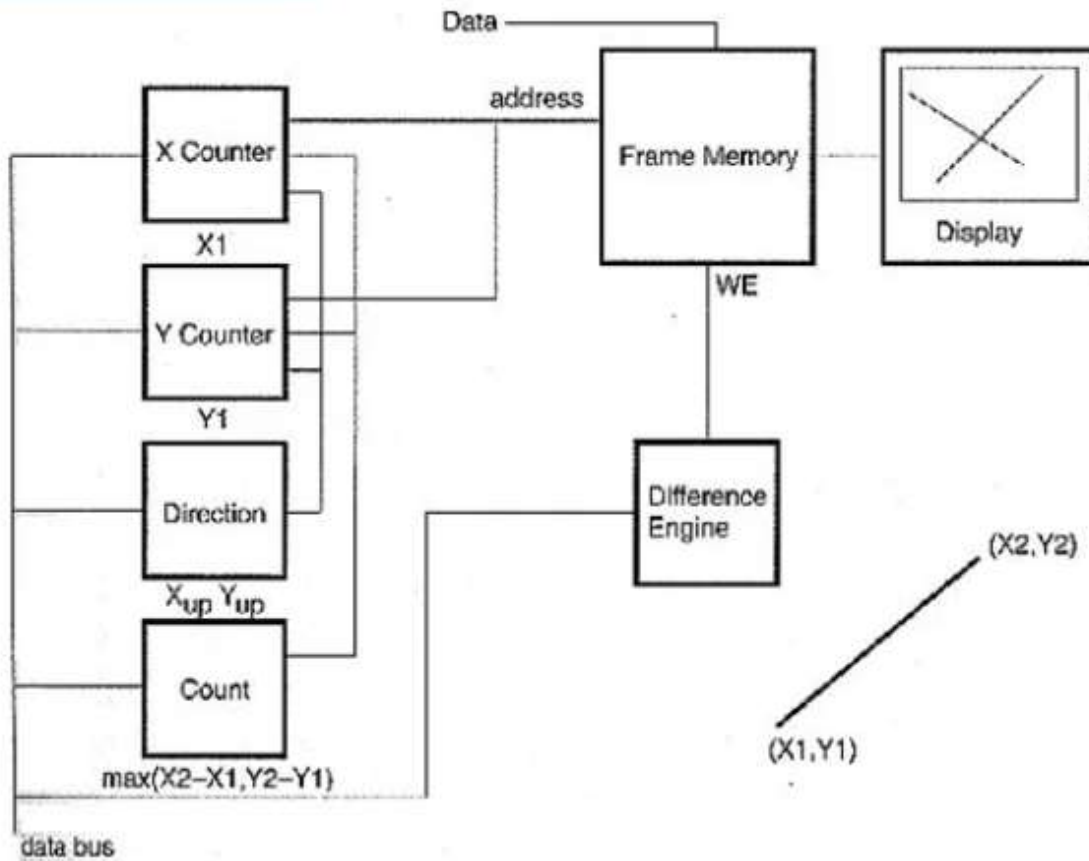 Data
address
X Counter
Frame Memory
Display
X1
WE
Y Counter
Y1
Direction
Difference
Engine
(X2,Y2)
Xup Yup
Count
(X1,Y1)
max(X2–X1,Y2–Y1)
data bus